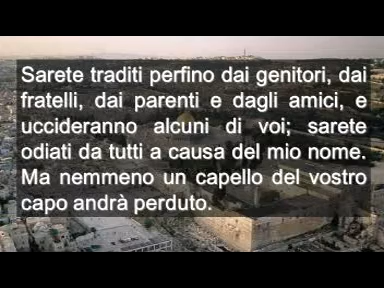 Sarete traditi perfino dai genitori, dai
fratelli, dai parenti e dagli amici, e
uccideranno alcuni di voi; sarete
odiati da tutti a causa del mio nome.
Ma nemmeno un capello del vostro
capo andrà perduto.